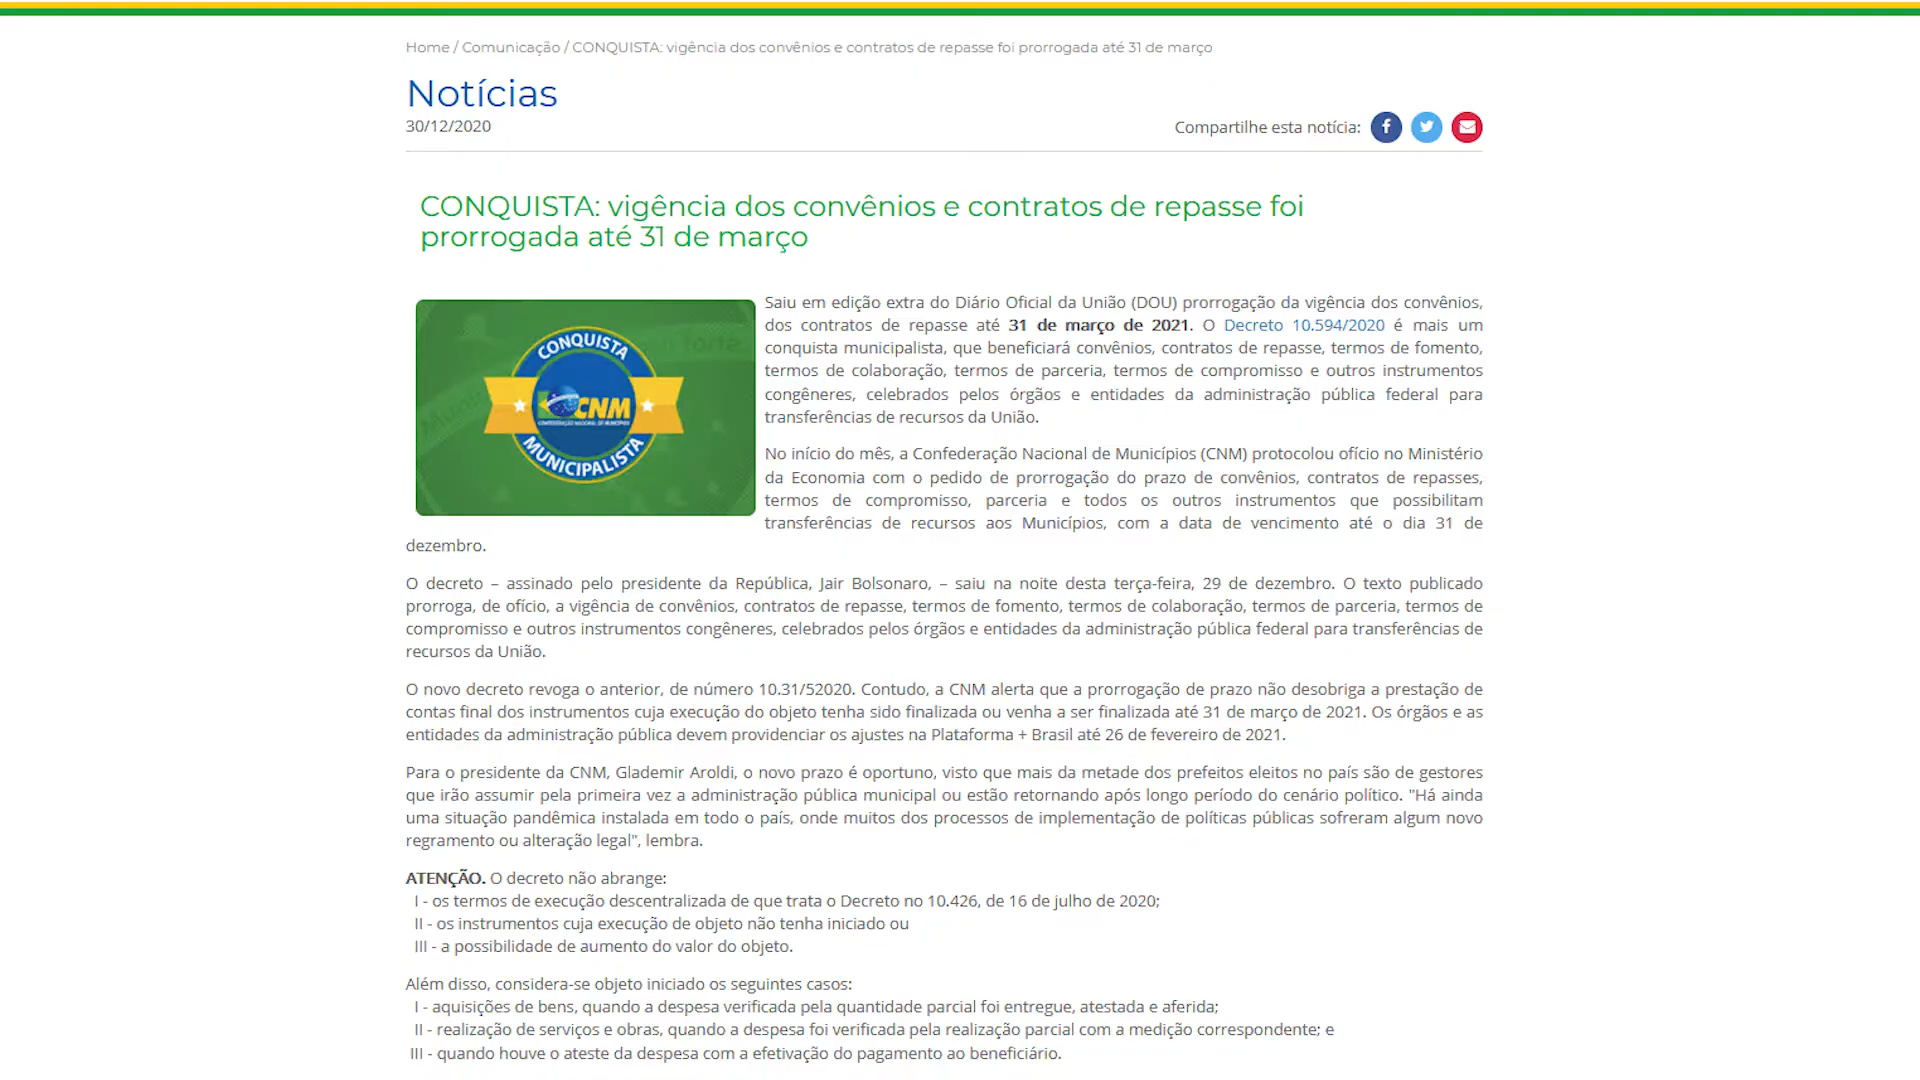 Home / Comunicação / CONQUISTA: vigência dos convênios e contratos de repasse foi prorrogada até 31 de março
Notícias
30/12/2020
Compartilhe esta notícia:
CONQUISTA: vigência dos convênios e contratos de repasse foi
prorrogada até 31 de março
CONQUISTA
CNM
CONFEDERAÇÃO NACIONAL DE MUNICÍPIOS
MUNICIPALISTA
Saiu em edição extra do Diário Oficial da União (DOU) prorrogação da vigência dos convênios,
dos contratos de repasse até 31 de março de 2021. O Decreto 10.594/2020 é mais um
conquista municipalista, que beneficiará convênios, contratos de repasse, termos de fomento,
termos de colaboração, termos de parceria, termos de compromisso e outros instrumentos
congêneres, celebrados pelos órgãos e entidades da administração pública federal para
transferências de recursos da União.
No início do mês, a Confederação Nacional de Municípios (CNM) protocolou ofício no Ministério
da Economia com o pedido de prorrogação do prazo de convênios, contratos de repasses,
termos de compromisso, parceria e todos os outros instrumentos que possibilitam
transferências de recursos aos Municípios, com a data de vencimento até o dia 31 de
dezembro.
O decreto – assinado pelo presidente da República, Jair Bolsonaro, – saiu na noite desta terça-feira, 29 de dezembro. O texto publicado
prorroga, de ofício, a vigência de convênios, contratos de repasse, termos de fomento, termos de colaboração, termos de parceria, termos de
compromisso e outros instrumentos congêneres, celebrados pelos órgãos e entidades da administração pública federal para transferências de
recursos da União.
O novo decreto revoga o anterior, de número 10.31/52020. Contudo, a CNM alerta que a prorrogação de prazo não desobriga a prestação de
contas final dos instrumentos cuja execução do objeto tenha sido finalizada ou venha a ser finalizada até 31 de março de 2021. Os órgãos e as
entidades da administração pública devem providenciar os ajustes na Plataforma + Brasil até 26 de fevereiro de 2021.
Para o presidente da CNM, Glademir Aroldi, o novo prazo é oportuno, visto que mais da metade dos prefeitos eleitos no país são de gestores
que irão assumir pela primeira vez a administração pública municipal ou estão retornando após longo período do cenário político. "Há ainda
uma situação pandêmica instalada em todo o país, onde muitos dos processos de implementação de políticas públicas sofreram algum novo
regramento ou alteração legal", lembra.
ATENÇÃO. O decreto não abrange:
I - os termos de execução descentralizada de que trata o Decreto no 10.426, de 16 de julho de 2020;
II - os instrumentos cuja execução de objeto não tenha iniciado ou
III - a possibilidade de aumento do valor do objeto.
Além disso, considera-se objeto iniciado os seguintes casos:
I - aquisições de bens, quando a despesa verificada pela quantidade parcial foi entregue, atestada e aferida;
II - realização de serviços e obras, quando a despesa foi verificada pela realização parcial com a medição correspondente; e
III - quando houve o ateste da despesa com a efetivação do pagamento ao beneficiário.